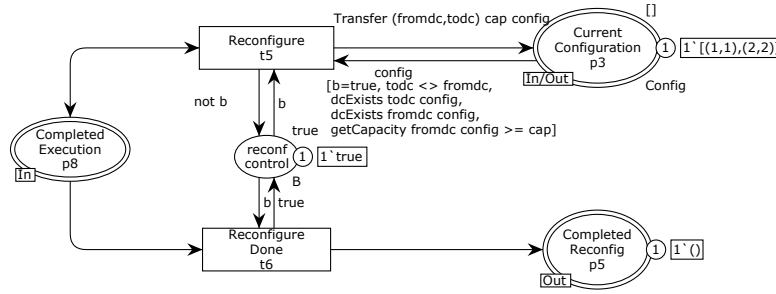 Transfer (fromdc,todc) cap config
[]
Reconfigure
t5
Current
Configuration
p3
1
1`[(1,1),(2,2)]
In/Out
Config
config
[b=true, todc <> fromdc,
dcExists todc config,
dcExists fromdc config,
getCapacity fromdc config >= cap]
not b
b
true
Completed
Execution
p8
In
reconf
control
1
1`true
B
b
true
Reconfigure
Done
t6
Completed
Reconfig
p5
1
1`()
Out